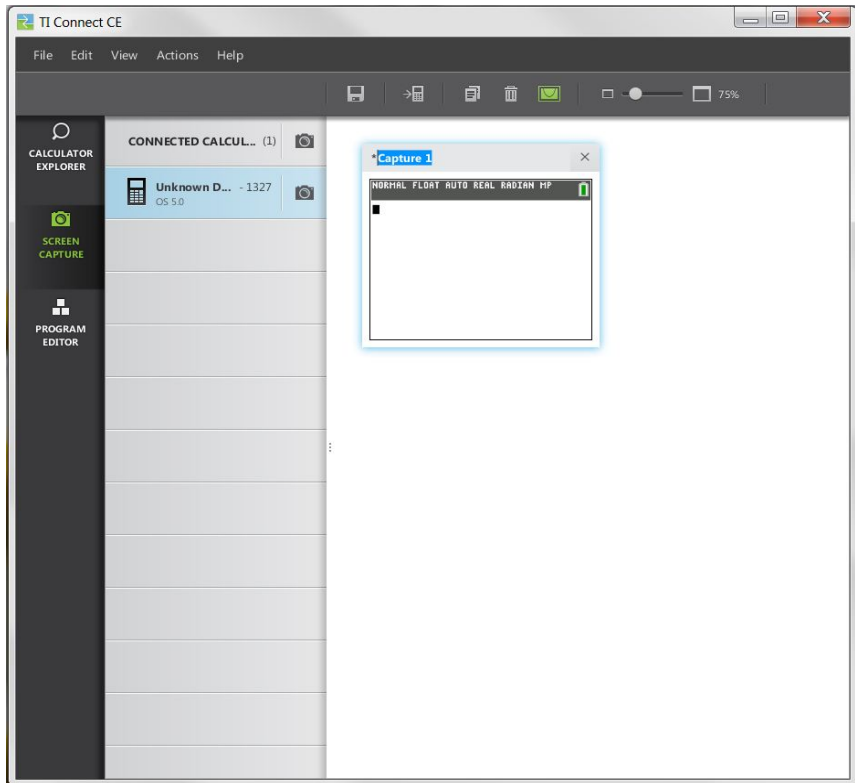 TI Connect CE
File Edit View Actions Help
75%
CALCULATOR
EXPLORER
CONNECTED CALCUL... (1)
Unknown D... - 1327
OS 5.0
SCREEN
CAPTURE
PROGRAM
EDITOR
*Capture 1
NORMAL FLOAT AUTO REAL RADIAN MP